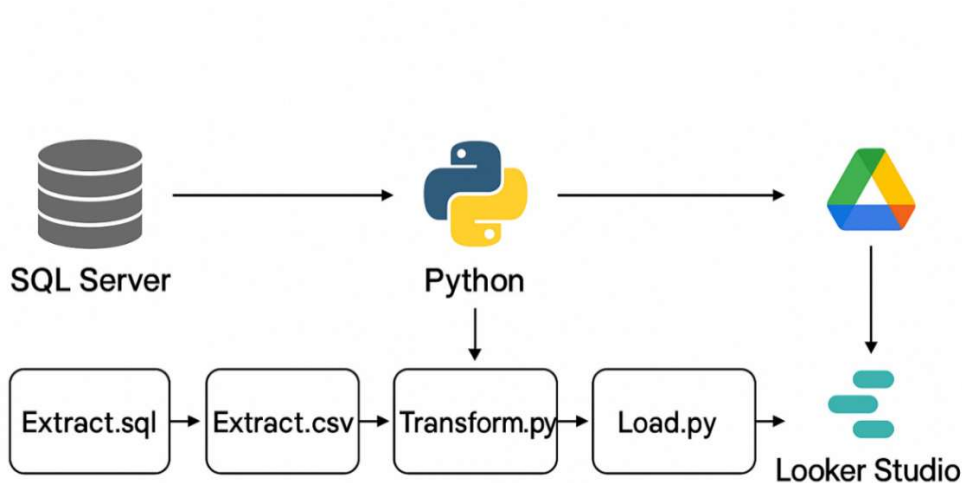 SQL Server
Python
Extract.sql
Extract.csv
Transform.py
Load.py
Looker Studio